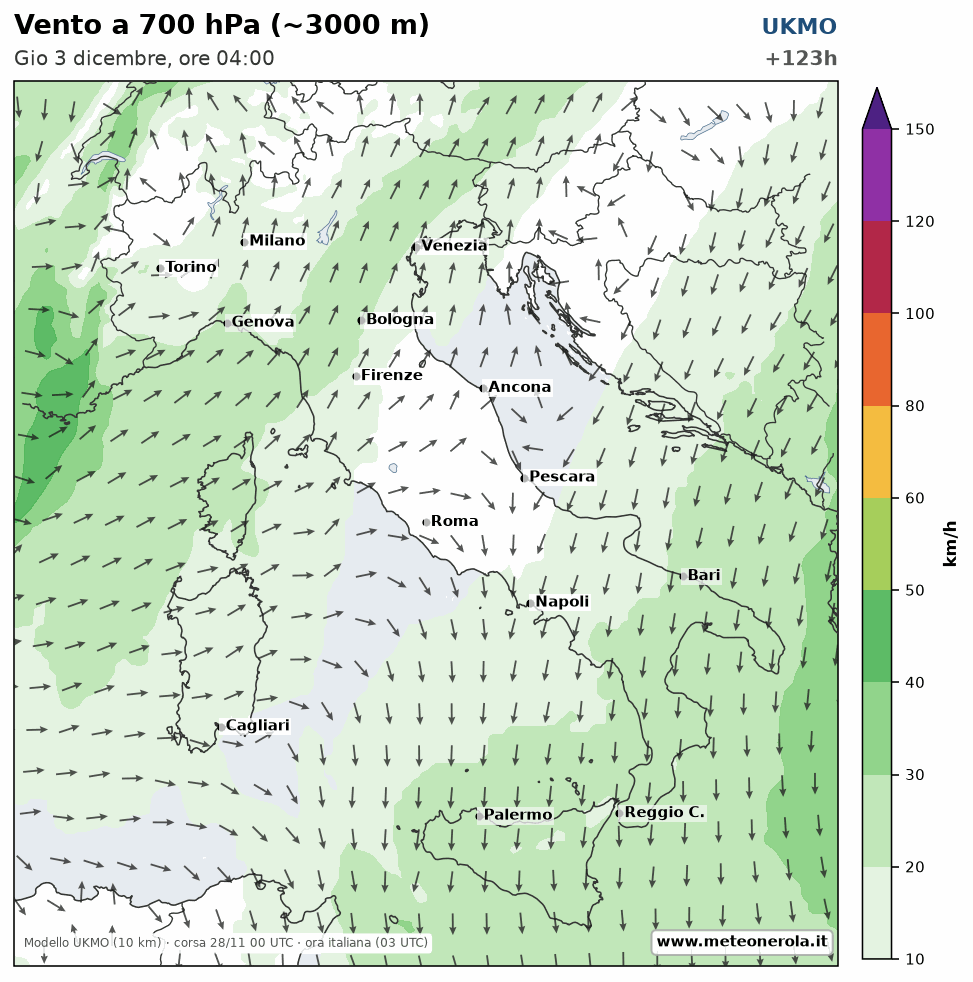 Vento a 700 hPa (~3000 m)
UKMO
Gio 3 dicembre, ore 04:00
+123h
150
120
100
80
60
50
40
30
20
10
km/h
Milano
Venezia
Torino
Genova
Bologna
Firenze
Ancona
Pescara
Roma
Bari
Napoli
Cagliari
Palermo
Reggio C.
Modello UKMO (10 km) · corsa 28/11 00 UTC · ora italiana (03 UTC)
www.meteonerola.it